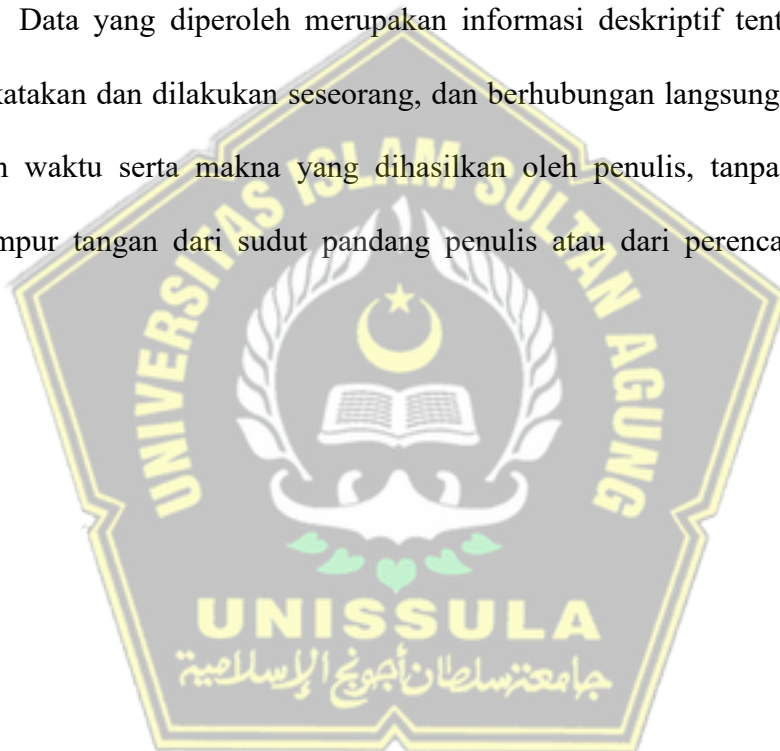 Data yang diperoleh merupakan informasi deskriptif tent
katakan dan dilakukan seseorang, dan berhubungan langsung
n waktu serta makna yang dihasilkan oleh penulis, tanpa
mpur tangan dari sudut pandang penulis atau dari perenca
UNIVERSITAS ISLAM SULTAN AGUNG
UNISSULA
جامعة سلطان أجونج الإسلامية